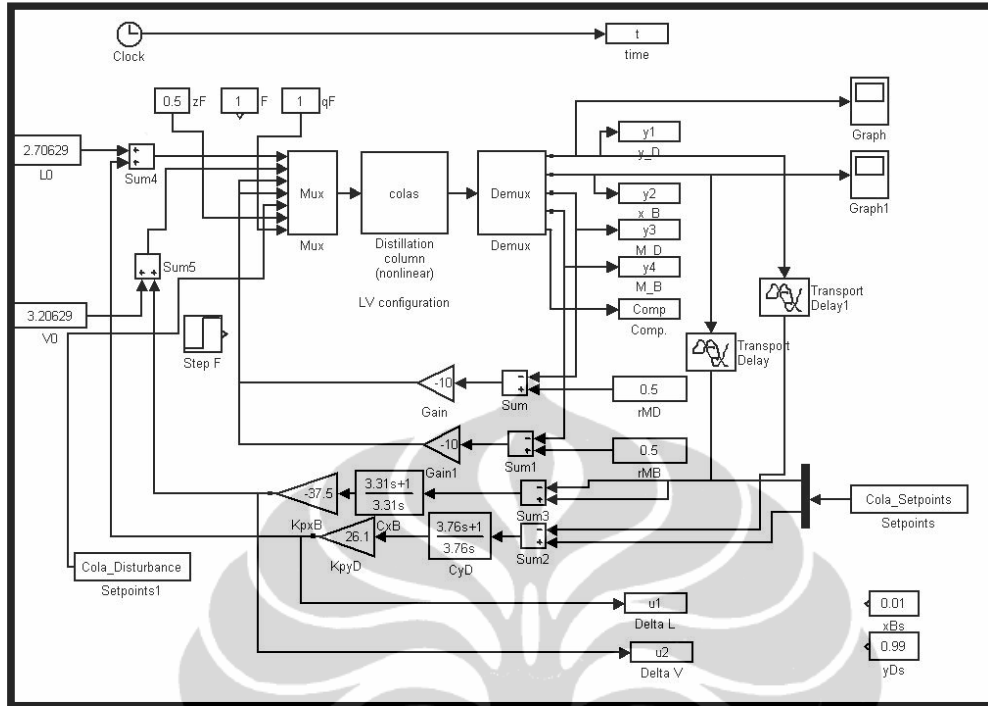 t
Clock
time
0.5
zF
1
F
1
qF
Graph
y1
y_D
2.70629
L0
Sum4
Mux
Mux
colas
Distillation
column
(nonlinear)
Demux
Demux
y2
x_B
Graph1
y3
M_D
y4
M_B
Comp
Comp.
LV configuration
Sum5
3.20629
V0
Step F
Transport
Delay1
Transport
Delay
-10
Gain
Sum
0.5
rMD
-10
Gain1
Sum1
0.5
rMB
-37.5
KpxB
3.31s+1
3.31s
CxB
Sum3
Cola_Setpoints
Setpoints
26.1
KpyD
3.76s+1
3.76s
CyD
Sum2
Cola_Disturbance
Setpoints1
u1
Delta L
0.01
xBs
u2
Delta V
0.99
yDs